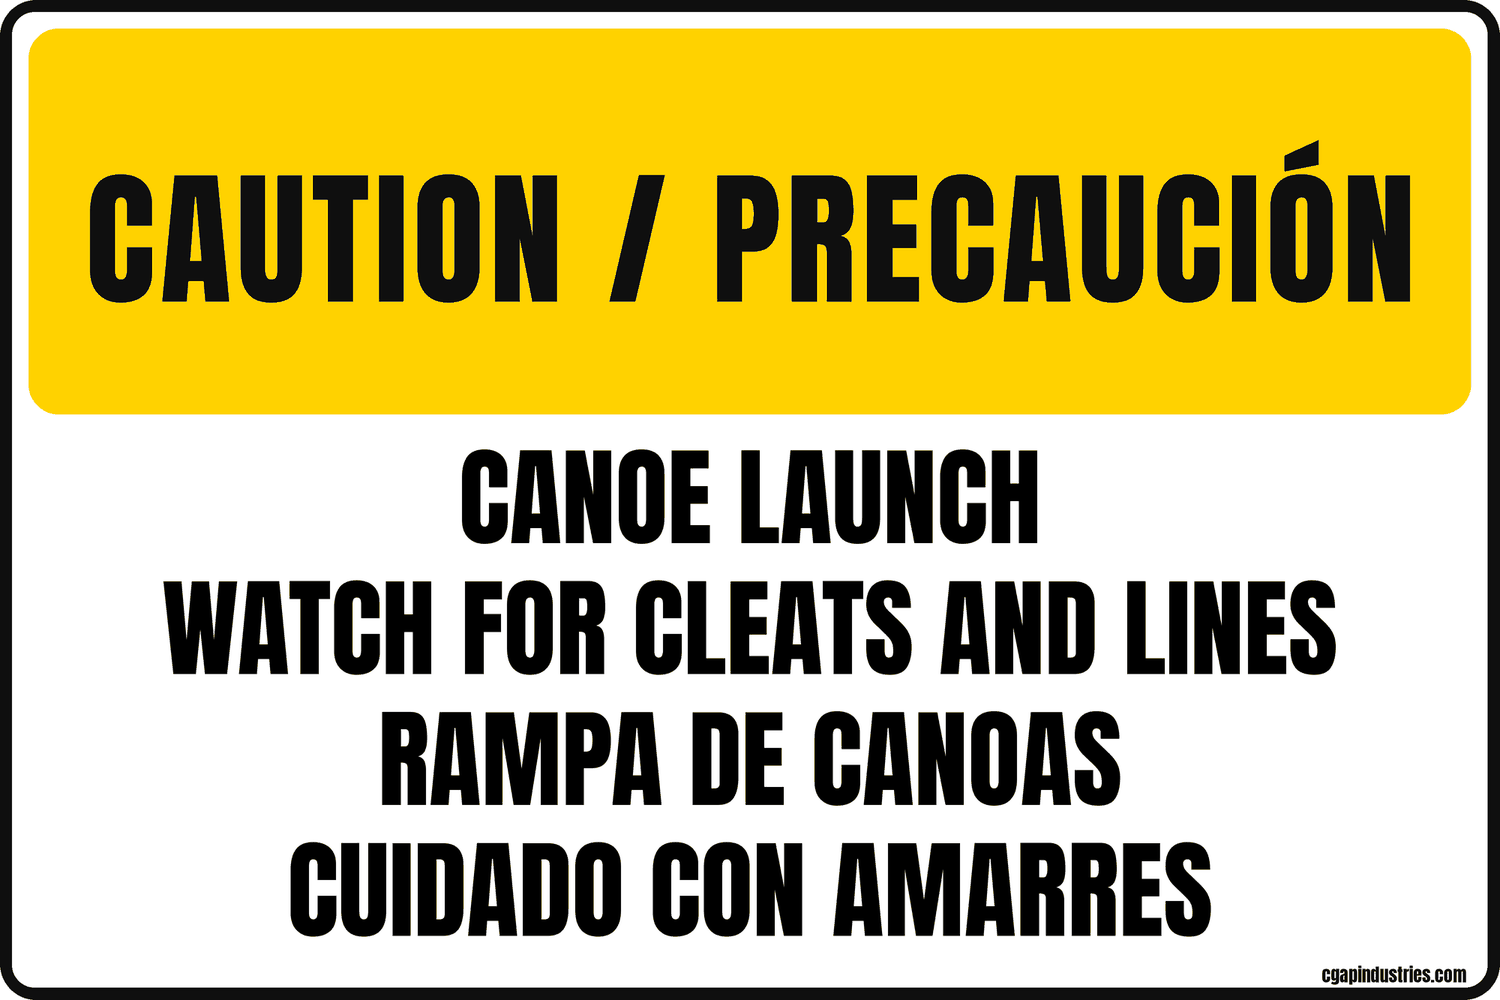 CAUTION / PRECAUCIÓN
CANOE LAUNCH
WATCH FOR CLEATS AND LINES
RAMPA DE CANOAS
CUIDADO CON AMARRES
cgapindustries.com